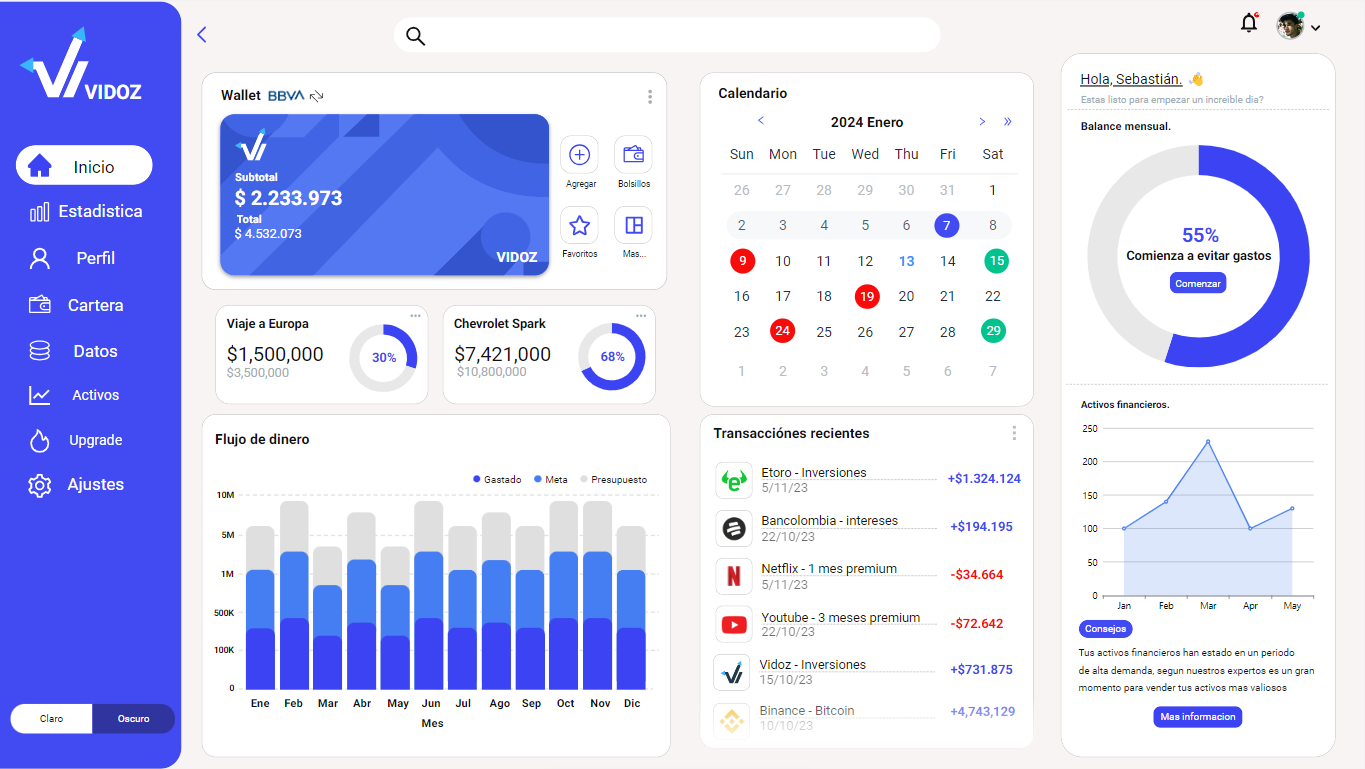 VIDOZ
Inicio
Estadistica
Perfil
Cartera
Datos
Activos
Upgrade
Ajustes
Claro
Oscuro
Wallet BBVA
Subtotal
$ 2.233.973
Total
$ 4.532.073
VIDOZ
Agregar
Bolsillos
Favoritos
Mas...
Viaje a Europa
$1,500,000
$3,500,000
30%
Chevrolet Spark
$7,421,000
$10,800,000
68%
Flujo de dinero
Gastado Meta Presupuesto
10M
5M
1M
500K
100K
0
Ene Feb Mar Abr May Jun Jul Ago Sep Oct Nov Dic
Mes
Calendario
2024 Enero
Sun Mon Tue Wed Thu Fri Sat
26 27 28 29 30 31 1
2 3 4 5 6 7 8
9 10 11 12 13 14 15
16 17 18 19 20 21 22
23 24 25 26 27 28 29
1 2 3 4 5 6 7
Transacciónes recientes
Etoro - Inversiones
5/11/23
+$1.324.124
Bancolombia - intereses
22/10/23
+$194.195
Netflix - 1 mes premium
5/11/23
-$34.664
Youtube - 3 meses premium
22/10/23
-$72.642
Vidoz - Inversiones
15/10/23
+$731.875
Binance - Bitcoin
10/10/23
+4,743,129
Hola, Sebastián. 👋
Estas listo para empezar un increible dia?
Balance mensual.
55%
Comienza a evitar gastos
Comenzar
Activos financieros.
250
200
150
100
50
0
Jan Feb Mar Apr May
Consejos
Tus activos financieros han estado en un periodo
de alta demanda, segun nuestros expertos es un gran
momento para vender tus activos mas valiosos
Mas informacion